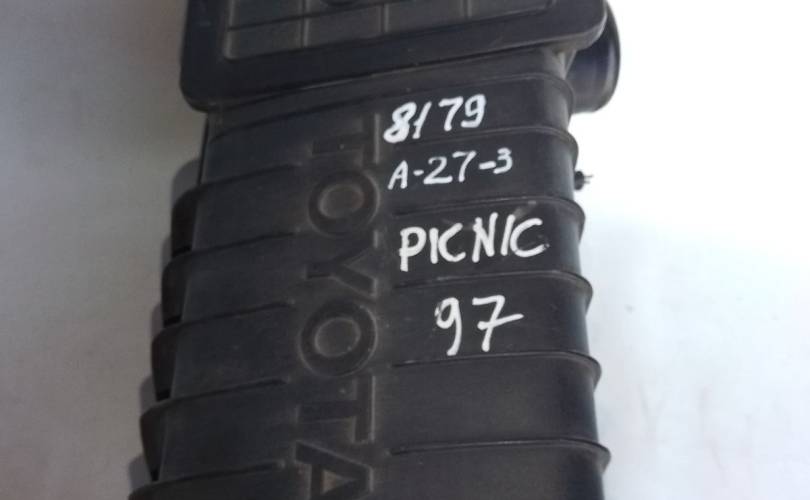 8179
A-27-3
PICNIC
97
TOYOTA